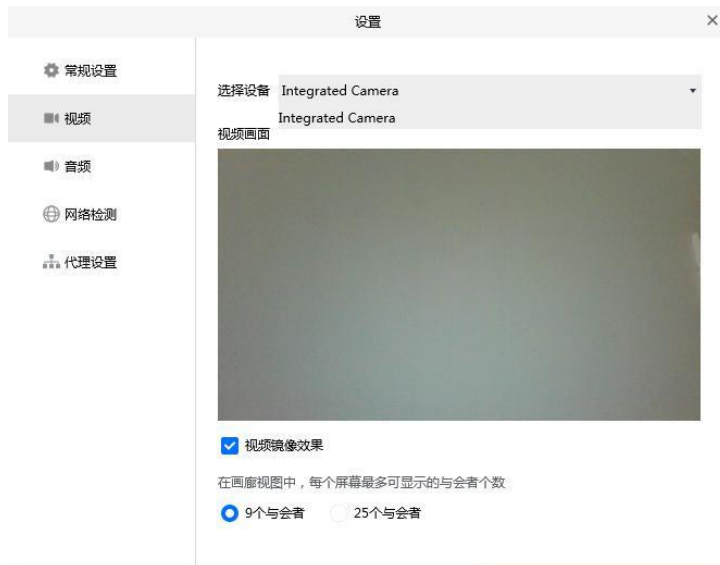 设置
常规设置
视频
音频
网络检测
代理设置
选择设备 Integrated Camera
Integrated Camera
视频画面
视频镜像效果
在画廊视图中，每个屏幕最多可显示的与会者个数
9个与会者 25个与会者